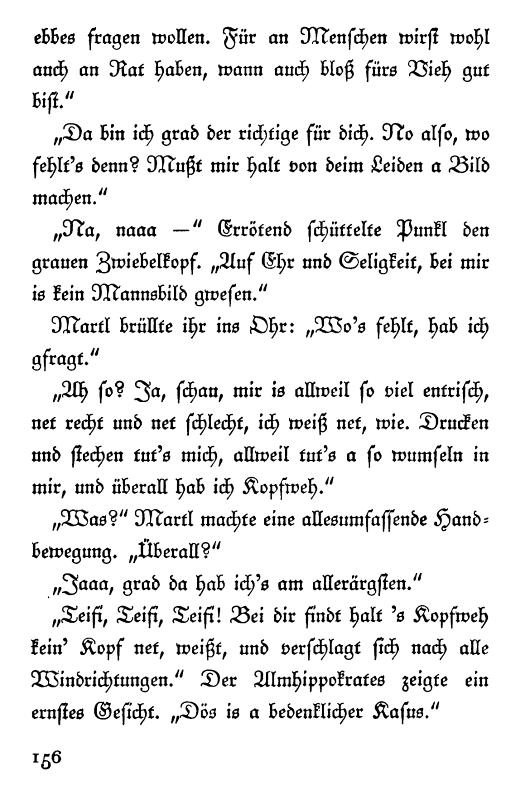 ebbes fragen wollen. Für an Menschen wirst wohl
auch an Rat haben, wann auch bloß fürs Vieh gut
bist.“
„Da bin ich grad der richtige für dich. No also, wo
fehlt's denn? Mußt mir halt von deim Leiden a Bild
machen.“
„Na, naaa —“ Errötend schüttelte Punkl den
grauen Zwiebelkopf. „Auf Ehr und Seligkeit, bei mir
is kein Mannsbild gwesen.“
Martl brüllte ihr ins Ohr: „Wo's fehlt, hab ich
gfragt.“
„Ah so? Ja, schau, mir is allweil so viel entrisch,
net recht und net schlecht, ich weiß net, wie. Drucken
und stechen tut's mich, allweil tut's a so wumseln in
mir, und überall hab ich Kopfweh.“
„Was?“ Martl machte eine allesumfassende Hand-
bewegung. „Überall?“
„Jaaa, grad da hab ich's am allerärgsten.“
„Teifi, Teifi, Teifi! Bei dir findt halt 's Kopfweh
kein' Kopf net, weißt, und verschlagt sich nach alle
Windrichtungen.“ Der Almhippokrates zeigte ein
ernstes Gesicht. „Dös is a bedenklicher Kasus.“
156